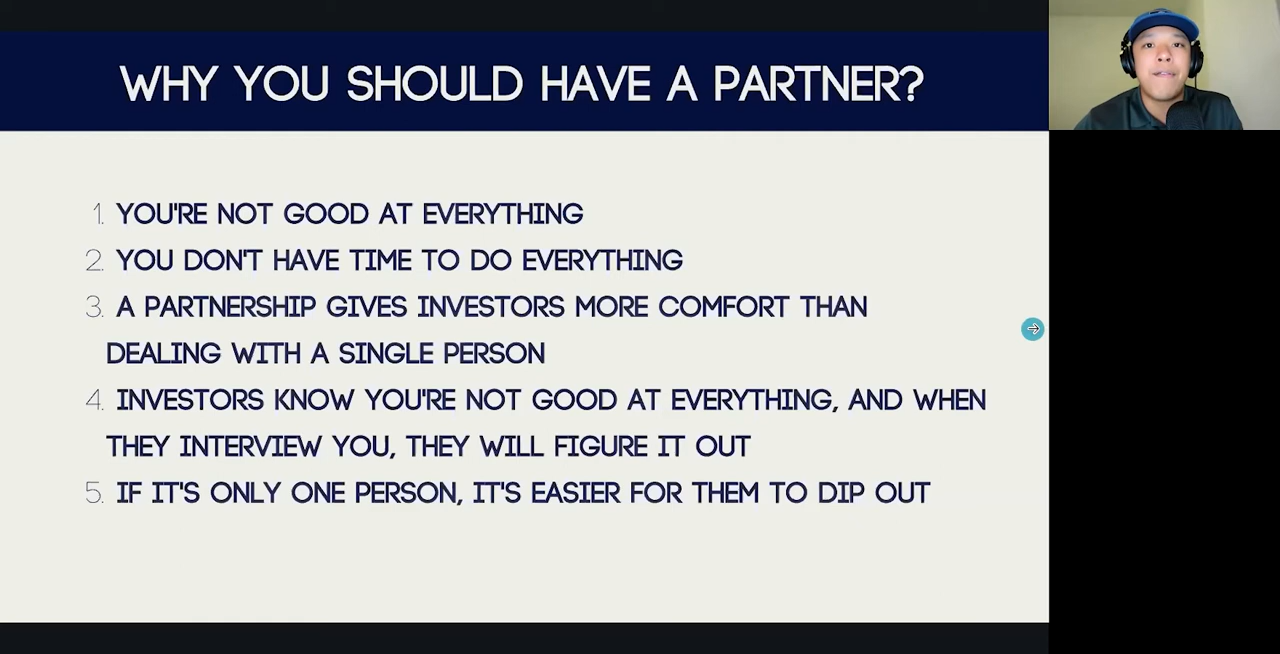 WHY YOU SHOULD HAVE A PARTNER?
1. YOU'RE NOT GOOD AT EVERYTHING
2. YOU DON'T HAVE TIME TO DO EVERYTHING
3. A PARTNERSHIP GIVES INVESTORS MORE COMFORT THAN
DEALING WITH A SINGLE PERSON
4. INVESTORS KNOW YOU'RE NOT GOOD AT EVERYTHING, AND WHEN
THEY INTERVIEW YOU, THEY WILL FIGURE IT OUT
5. IF IT'S ONLY ONE PERSON, IT'S EASIER FOR THEM TO DIP OUT